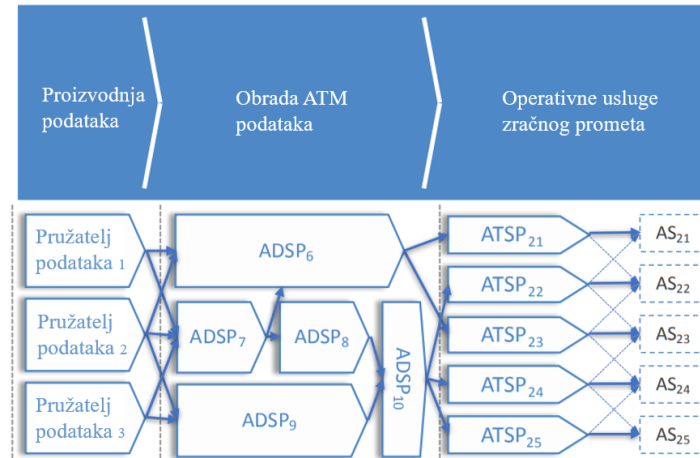 Proizvodnja
podataka
Obrada ATM
podataka
Operativne usluge
zračnog prometa
Pružatelj
podataka 1
Pružatelj
podataka 2
Pružatelj
podataka 3
ADSP6
ADSP7
ADSP8
ADSP9
ADSP10
ATSP21
ATSP22
ATSP23
ATSP24
ATSP25
AS21
AS22
AS23
AS24
AS25